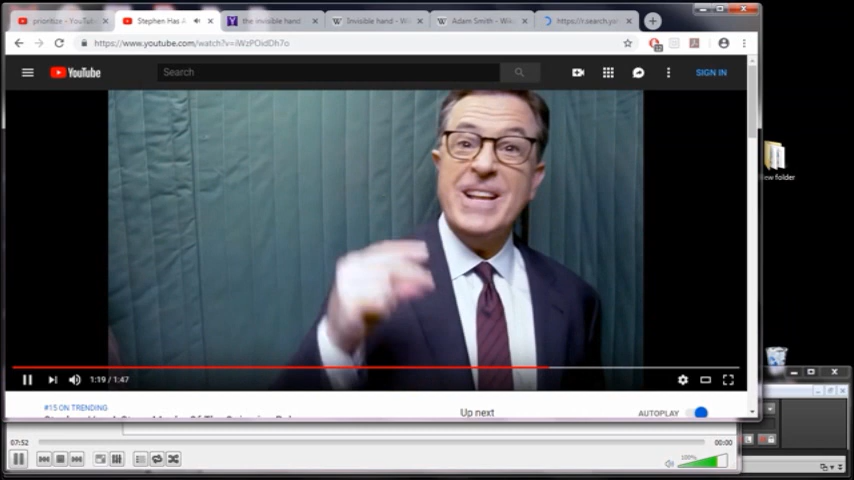 prioritize - YouTu
Stephen Has A
the invisible hand
Invisible hand - Wi
Adam Smith - Wiki
https://r.search.ya
https://www.youtube.com/watch?v=
YouTube
Search
SIGN IN
New folder
1:19 / 1:47
#15 ON TRENDING
Up next
AUTOPLAY
07:52
00:00
100%